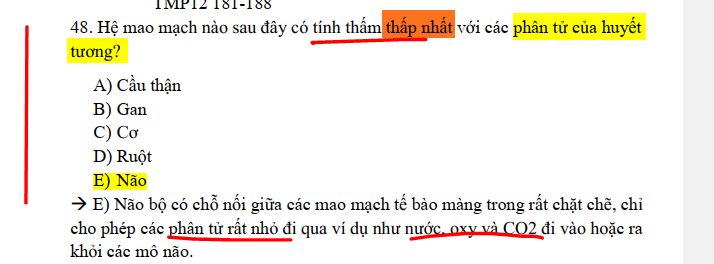 TMP12 181-188
48. Hệ mao mạch nào sau đây có tính thấm thấp nhất với các phân tử của huyết
tương?
A) Cầu thận
B) Gan
C) Cơ
D) Ruột
E) Não
→ E) Não bộ có chỗ nối giữa các mao mạch tế bào màng trong rất chặt chẽ, chỉ
cho phép các phân tử rất nhỏ đi qua ví dụ như nước, oxy và CO2 đi vào hoặc ra
khỏi các mô não.